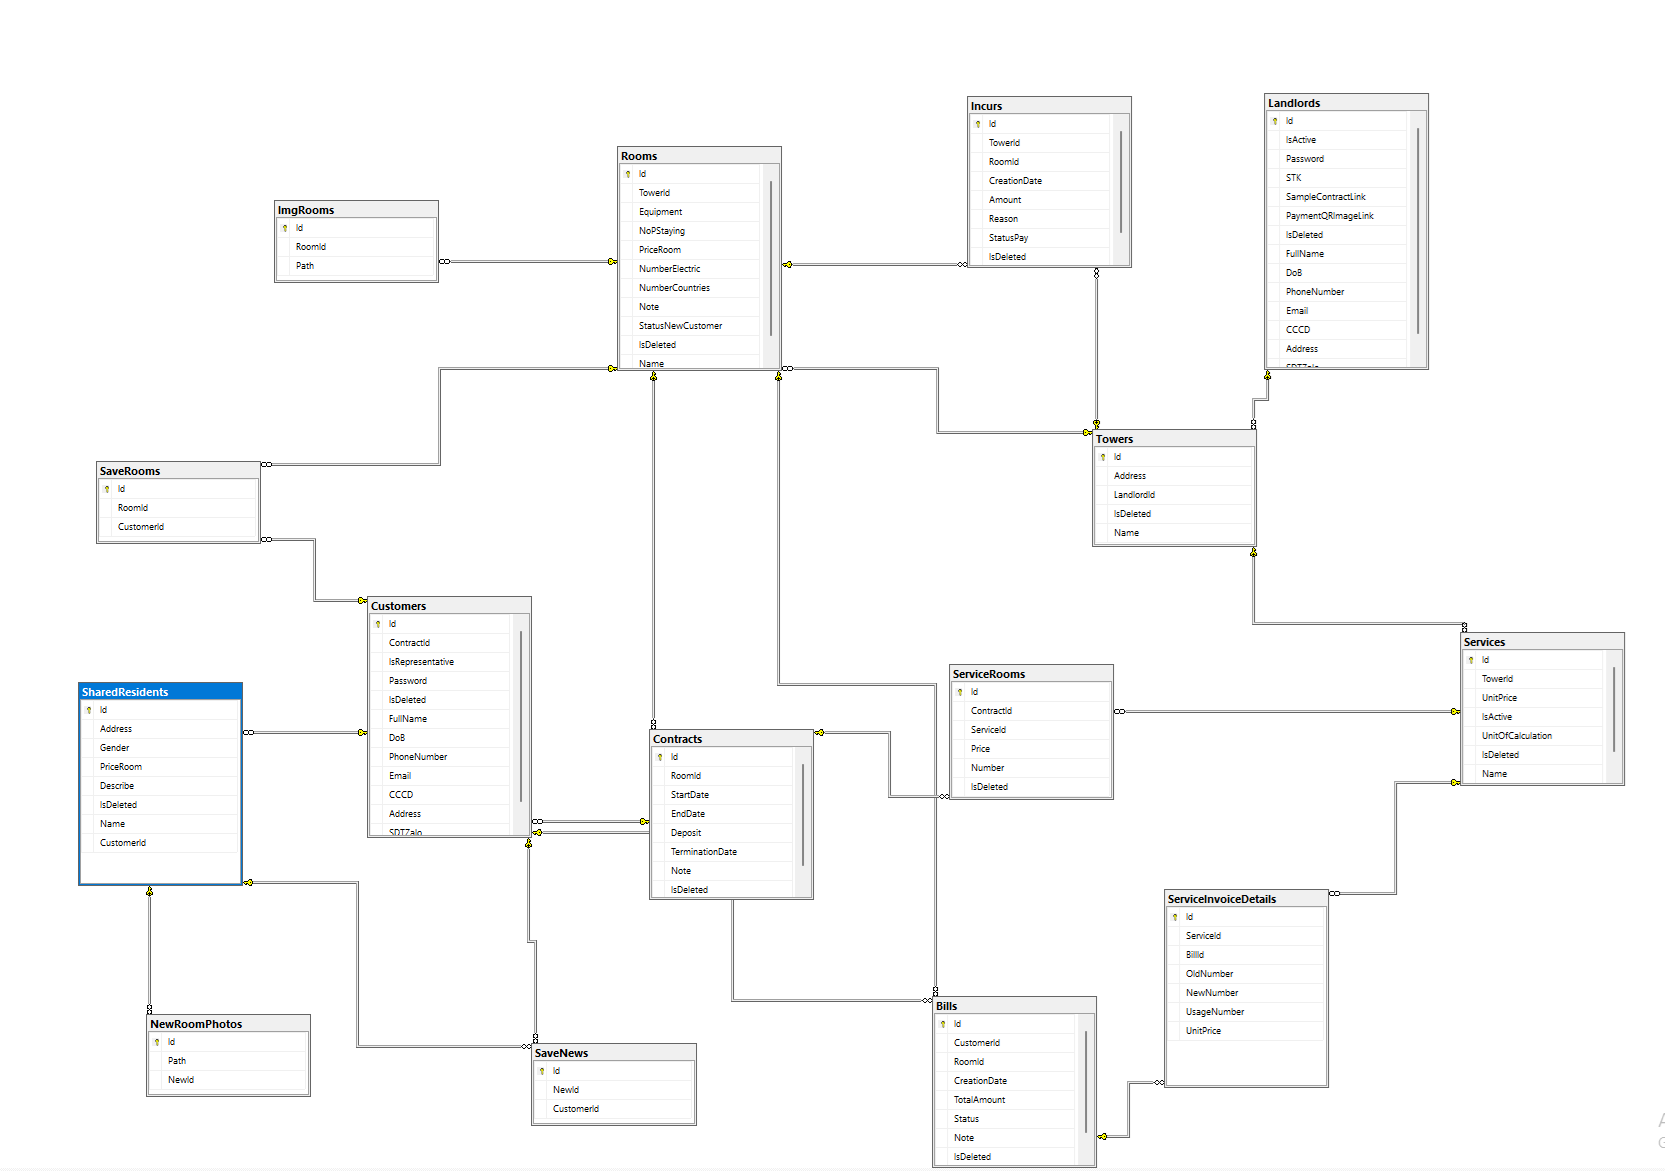 Incurs
Id
TowerId
RoomId
CreationDate
Amount
Reason
StatusPay
IsDeleted
Landlords
Id
IsActive
Password
STK
SampleContractLink
PaymentQRImageLink
IsDeleted
FullName
DoB
PhoneNumber
Email
CCCD
Address
SDTZalo
Rooms
Id
TowerId
Equipment
NoPStaying
PriceRoom
NumberElectric
NumberCountries
Note
StatusNewCustomer
IsDeleted
Name
ImgRooms
Id
RoomId
Path
Towers
Id
Address
LandlordId
IsDeleted
Name
SaveRooms
Id
RoomId
CustomerId
Customers
Id
ContractId
IsRepresentative
Password
IsDeleted
FullName
DoB
PhoneNumber
Email
CCCD
Address
SDTZalo
Services
Id
TowerId
UnitPrice
IsActive
UnitOfCalculation
IsDeleted
Name
ServiceRooms
Id
ContractId
ServiceId
Price
Number
IsDeleted
SharedResidents
Id
Address
Gender
PriceRoom
Describe
IsDeleted
Name
CustomerId
Contracts
Id
RoomId
StartDate
EndDate
Deposit
TerminationDate
Note
IsDeleted
ServiceInvoiceDetails
Id
ServiceId
BillId
OldNumber
NewNumber
UsageNumber
UnitPrice
Bills
Id
CustomerId
RoomId
CreationDate
TotalAmount
Status
Note
IsDeleted
NewRoomPhotos
Id
Path
NewId
SaveNews
Id
NewId
CustomerId